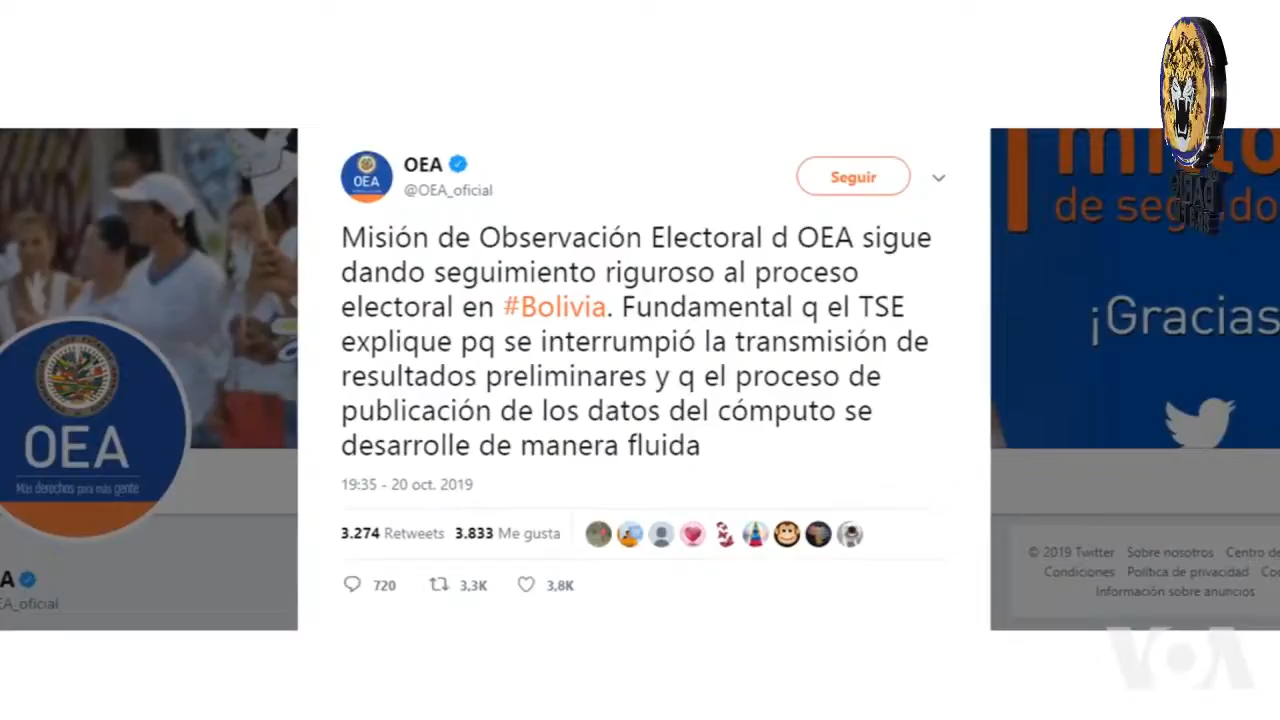 OEA
@OEA_oficial
Seguir
Misión de Observación Electoral d OEA sigue
dando seguimiento riguroso al proceso
electoral en #Bolivia. Fundamental q el TSE
explique pq se interrumpió la transmisión de
resultados preliminares y q el proceso de
publicación de los datos del cómputo se
desarrolle de manera fluida
19:35 - 20 oct. 2019
3.274 Retweets 3.833 Me gusta
720 3,3K 3,8K
OEA
OEA
Más derechos para más gente
A
EA_oficial
de seg
¡Gracias
© 2019 Twitter Sobre nosotros Centro de
Condiciones Política de privacidad Coo
Información sobre anuncios
VOA